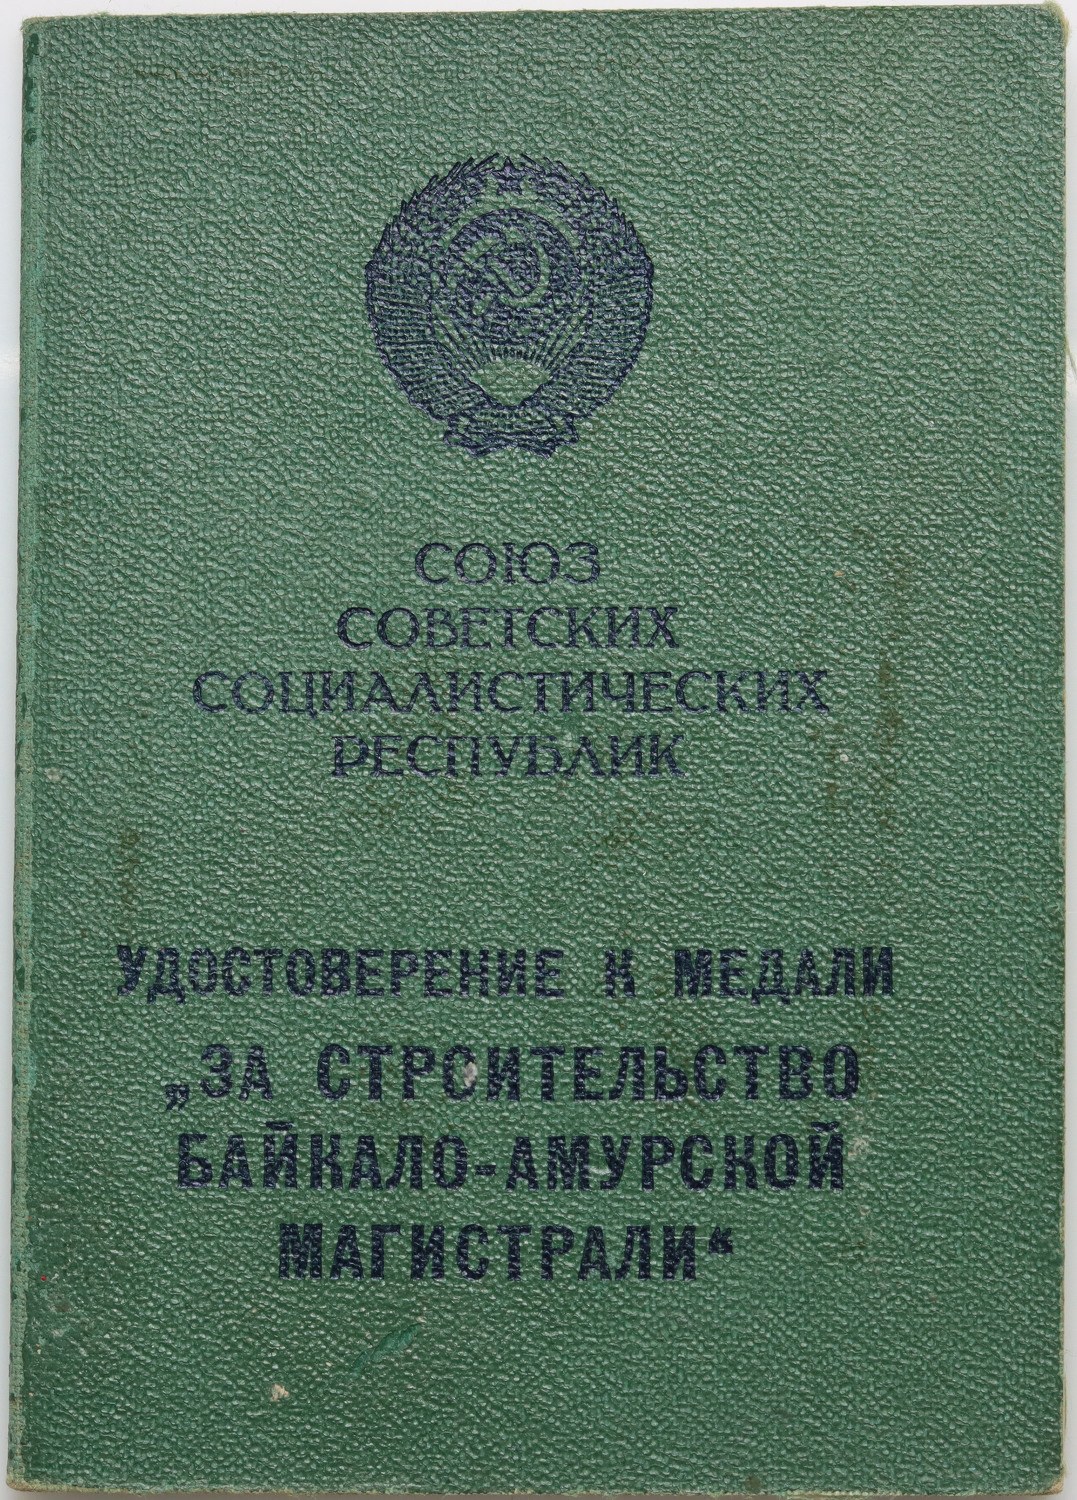 СОЮЗ
СОВЕТСКИХ
СОЦИАЛИСТИЧЕСКИХ
РЕСПУБЛИК
УДОСТОВЕРЕНИЕ К МЕДАЛИ
„ЗА СТРОИТЕЛЬСТВО
БАЙКАЛО-АМУРСКОЙ
МАГИСТРАЛИ“